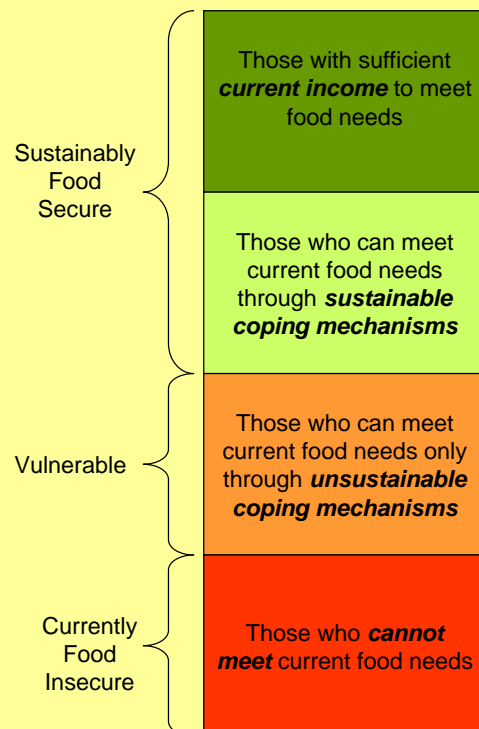 Those with sufficient
current income to meet
food needs
Sustainably
Food
Secure
Those who can meet
current food needs
through sustainable
coping mechanisms
Vulnerable
Those who can meet
current food needs only
through unsustainable
coping mechanisms
Currently
Food
Insecure
Those who cannot
meet current food needs